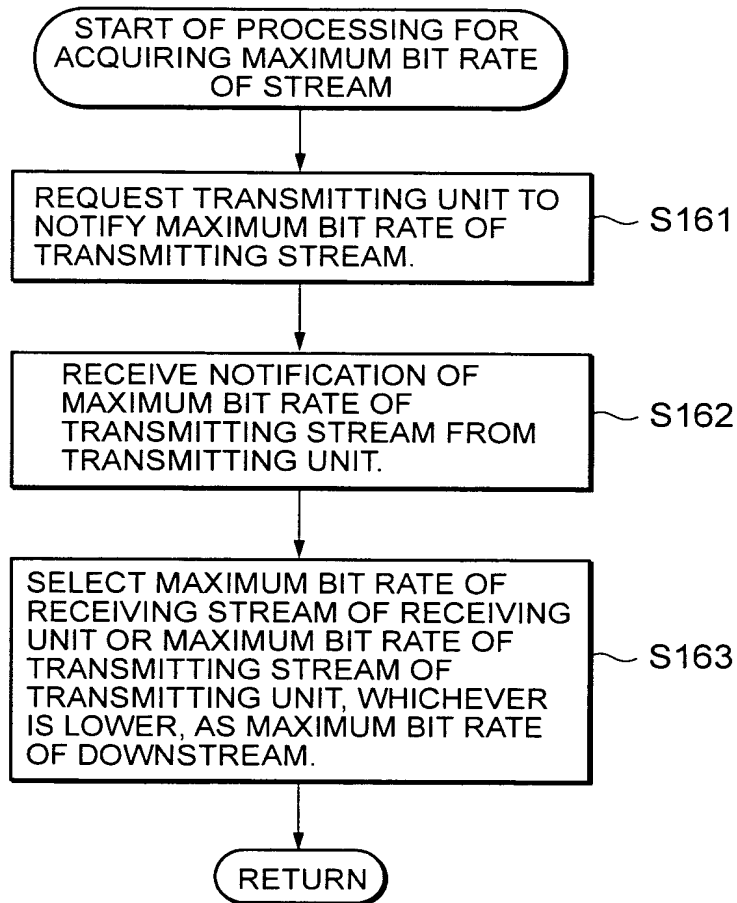 START OF PROCESSING FOR
ACQUIRING MAXIMUM BIT RATE
OF STREAM
REQUEST TRANSMITTING UNIT TO
NOTIFY MAXIMUM BIT RATE OF
TRANSMITTING STREAM.
S161
RECEIVE NOTIFICATION OF
MAXIMUM BIT RATE OF
TRANSMITTING STREAM FROM
TRANSMITTING UNIT.
S162
SELECT MAXIMUM BIT RATE OF
RECEIVING STREAM OF RECEIVING
UNIT OR MAXIMUM BIT RATE OF
TRANSMITTING STREAM OF
TRANSMITTING UNIT, WHICHEVER
IS LOWER, AS MAXIMUM BIT RATE
OF DOWNSTREAM.
S163
RETURN